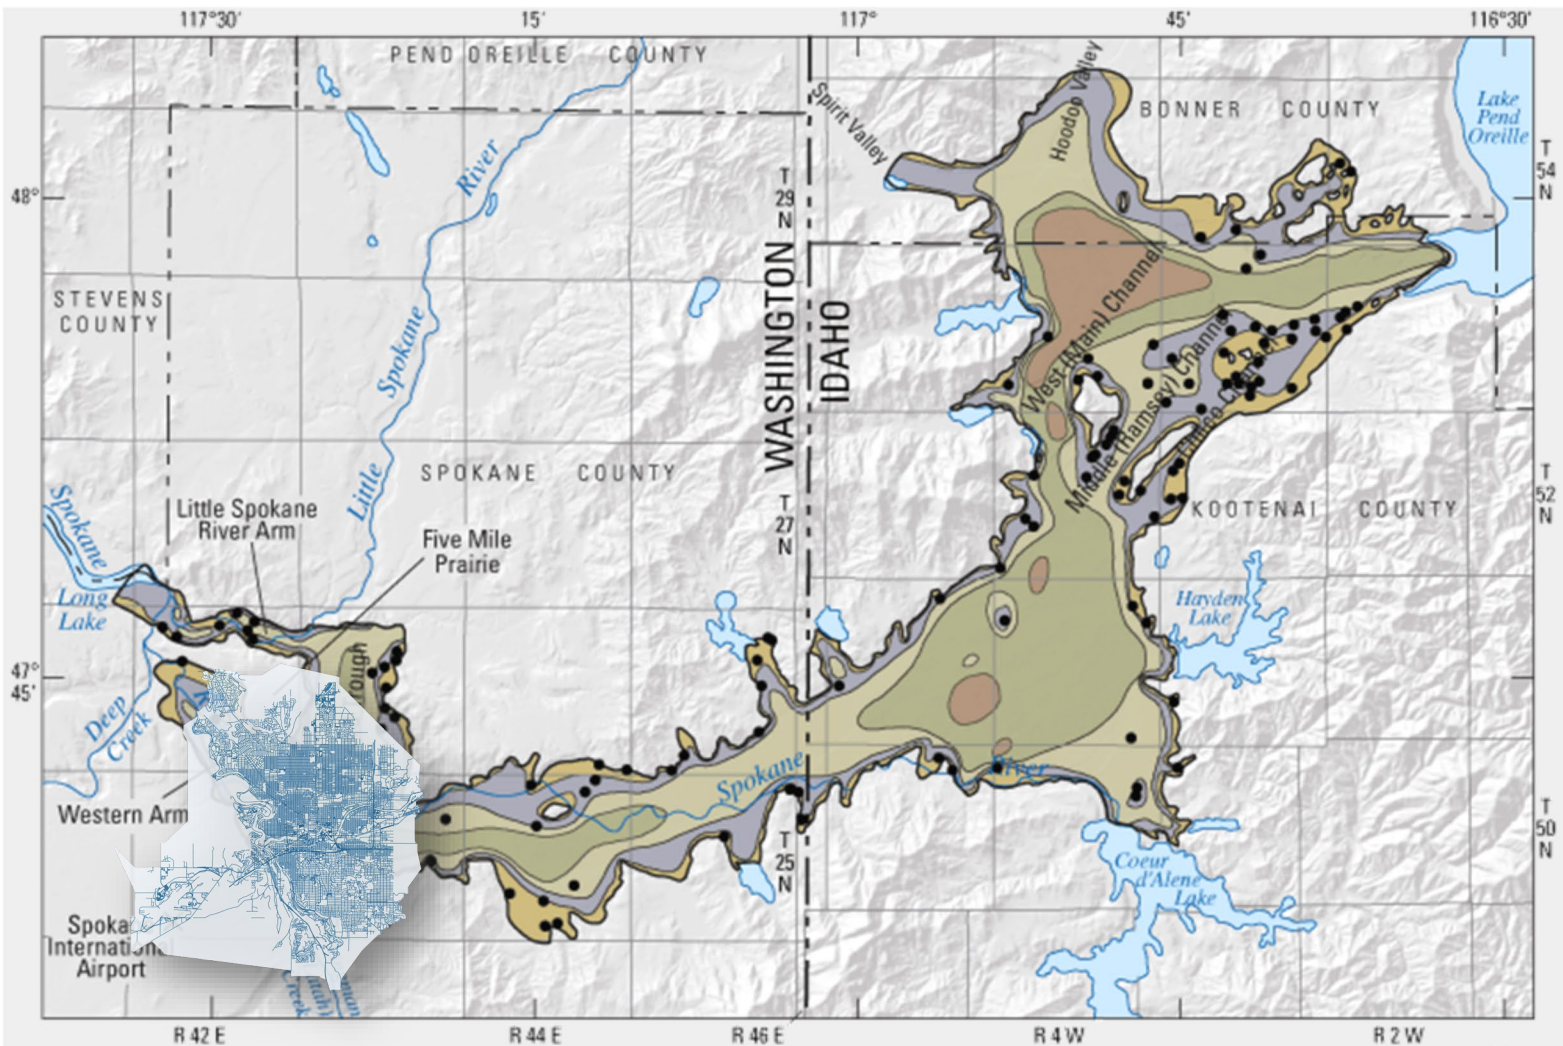 117°30'
15'
117°
45'
116°30'
PEND OREILLE COUNTY
BONNER COUNTY
Spirit Valley
Hoodoo Valley
Lake
Pend
Oreille
T
54
N
T
29
N
48°
River
STEVENS
COUNTY
Spokane
WASHINGTON
IDAHO
West (Main) Channel
Middle (Ramsey) Channel
SPOKANE COUNTY
Little
Spokane
Little Spokane
River Arm
Five Mile
Prairie
T
27
N
T
52
N
KOOTENAI COUNTY
Long
Lake
Hayden
Lake
47°
45'
Deep
Creek
Western Arm
Spokane
River
T
25
N
T
50
N
Coeur
d'Alene
Lake
International
Airport
Creek
R 42 E
R 44 E
R 46 E
R 4 W
R 2 W